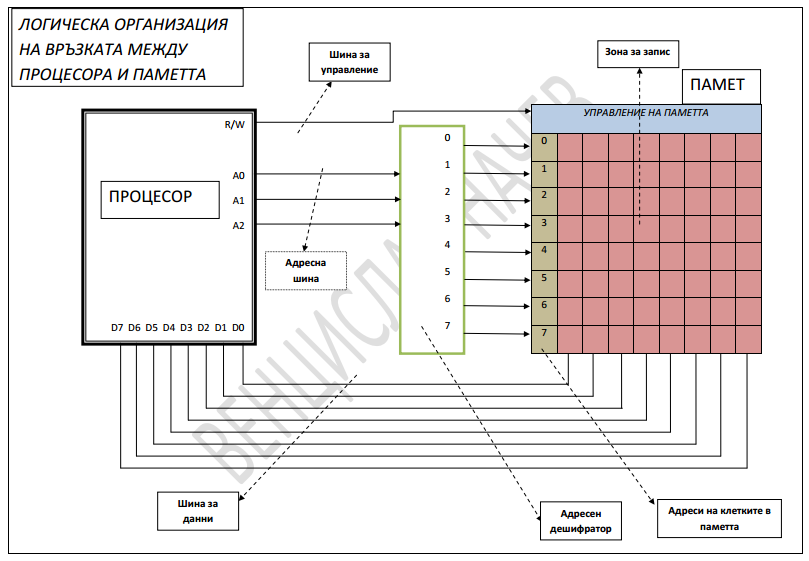 ЛОГИЧЕСКА ОРГАНИЗАЦИЯ
НА ВРЪЗКАТА МЕЖДУ
ПРОЦЕСОРА И ПАМЕТТА
Шина за
управление
Зона за запис
ПАМЕТ
УПРАВЛЕНИЕ НА ПАМЕТТА
R/W
ПРОЦЕСОР
A0
A1
A2
Адресна
шина
0
1
2
3
4
5
6
7
0
1
2
3
4
5
6
7
D7 D6 D5 D4 D3 D2 D1 D0
Шина за
данни
Адресен
дешифратор
Адреси на клетките в
паметта